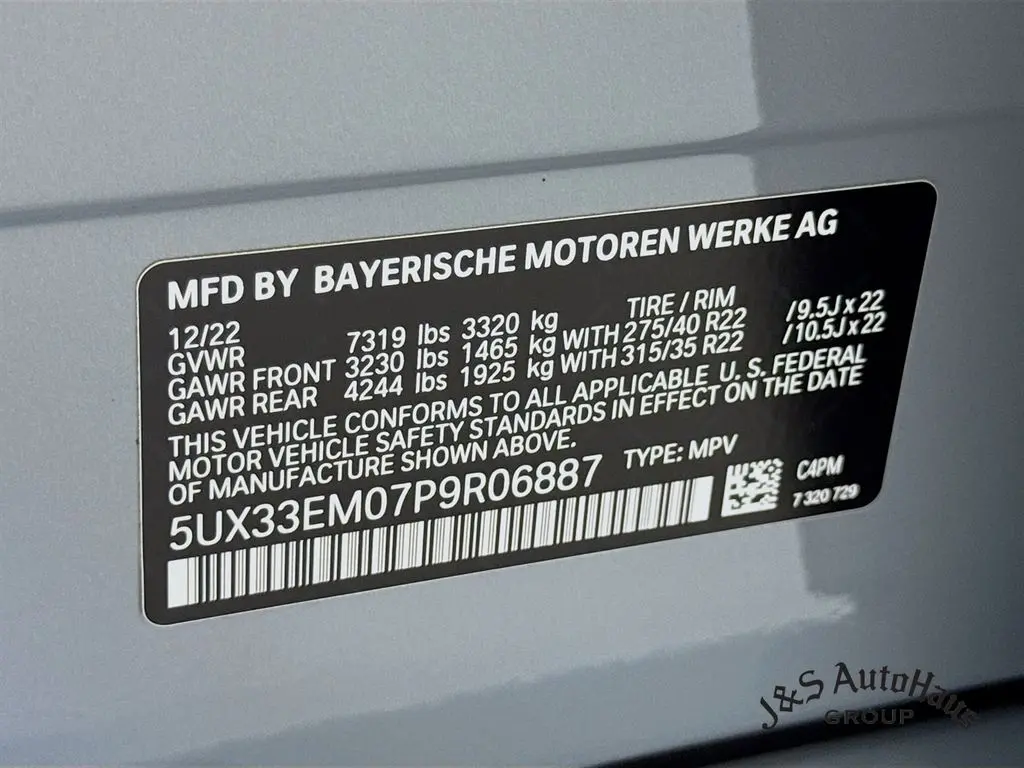 MFD BY BAYERISCHE MOTOREN WERKE AG
12/22 TIRE / RIM
GVWR 7319 lbs 3320 kg
GAWR FRONT 3230 lbs 1465 kg WITH 275/40 R22 /9.5J x 22
GAWR REAR 4244 lbs 1925 kg WITH 315/35 R22 /10.5J x 22
THIS VEHICLE CONFORMS TO ALL APPLICABLE U. S. FEDERAL
MOTOR VEHICLE SAFETY STANDARDS IN EFFECT ON THE DATE
OF MANUFACTURE SHOWN ABOVE.
5UX33EM07P9R06887 TYPE: MPV
C4PM
7 320 729
J&S AutoHaus
GROUP